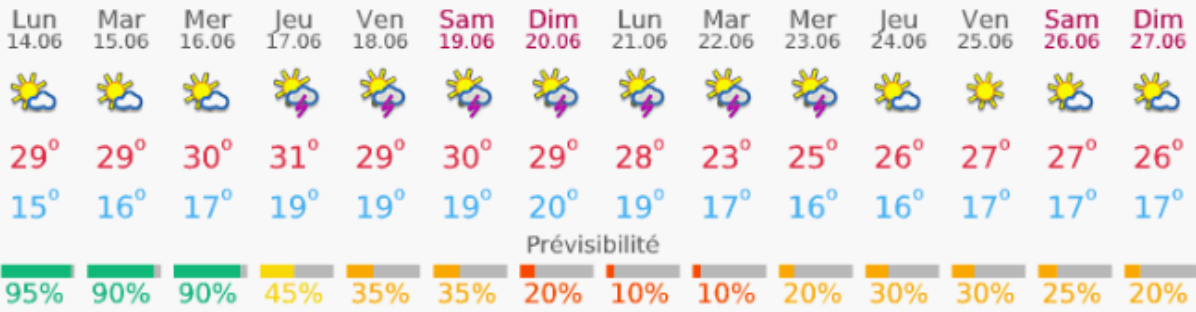 Lun Mar Mer Jeu Ven Sam Dim Lun Mar Mer Jeu Ven Sam Dim
14.06 15.06 16.06 17.06 18.06 19.06 20.06 21.06 22.06 23.06 24.06 25.06 26.06 27.06
29° 29° 30° 31° 29° 30° 29° 28° 23° 25° 26° 27° 27° 26°
15° 16° 17° 19° 19° 19° 20° 19° 17° 16° 16° 17° 17° 17°
Prévisibilité
95% 90% 90% 45% 35% 35% 20% 10% 10% 20% 30% 30% 25% 20%